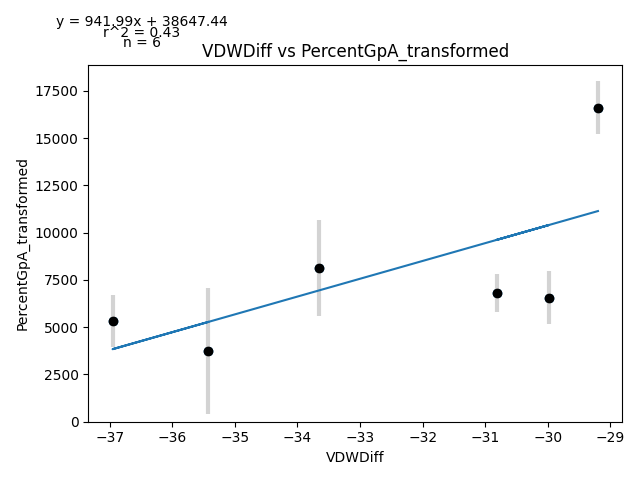 y = 941.99x + 38647.44
r^2 = 0.43
n = 6
VDWDiff vs PercentGpA_transformed
PercentGpA_transformed
17500
15000
12500
10000
7500
5000
2500
0
−37 −36 −35 −34 −33 −32 −31 −30 −29
VDWDiff